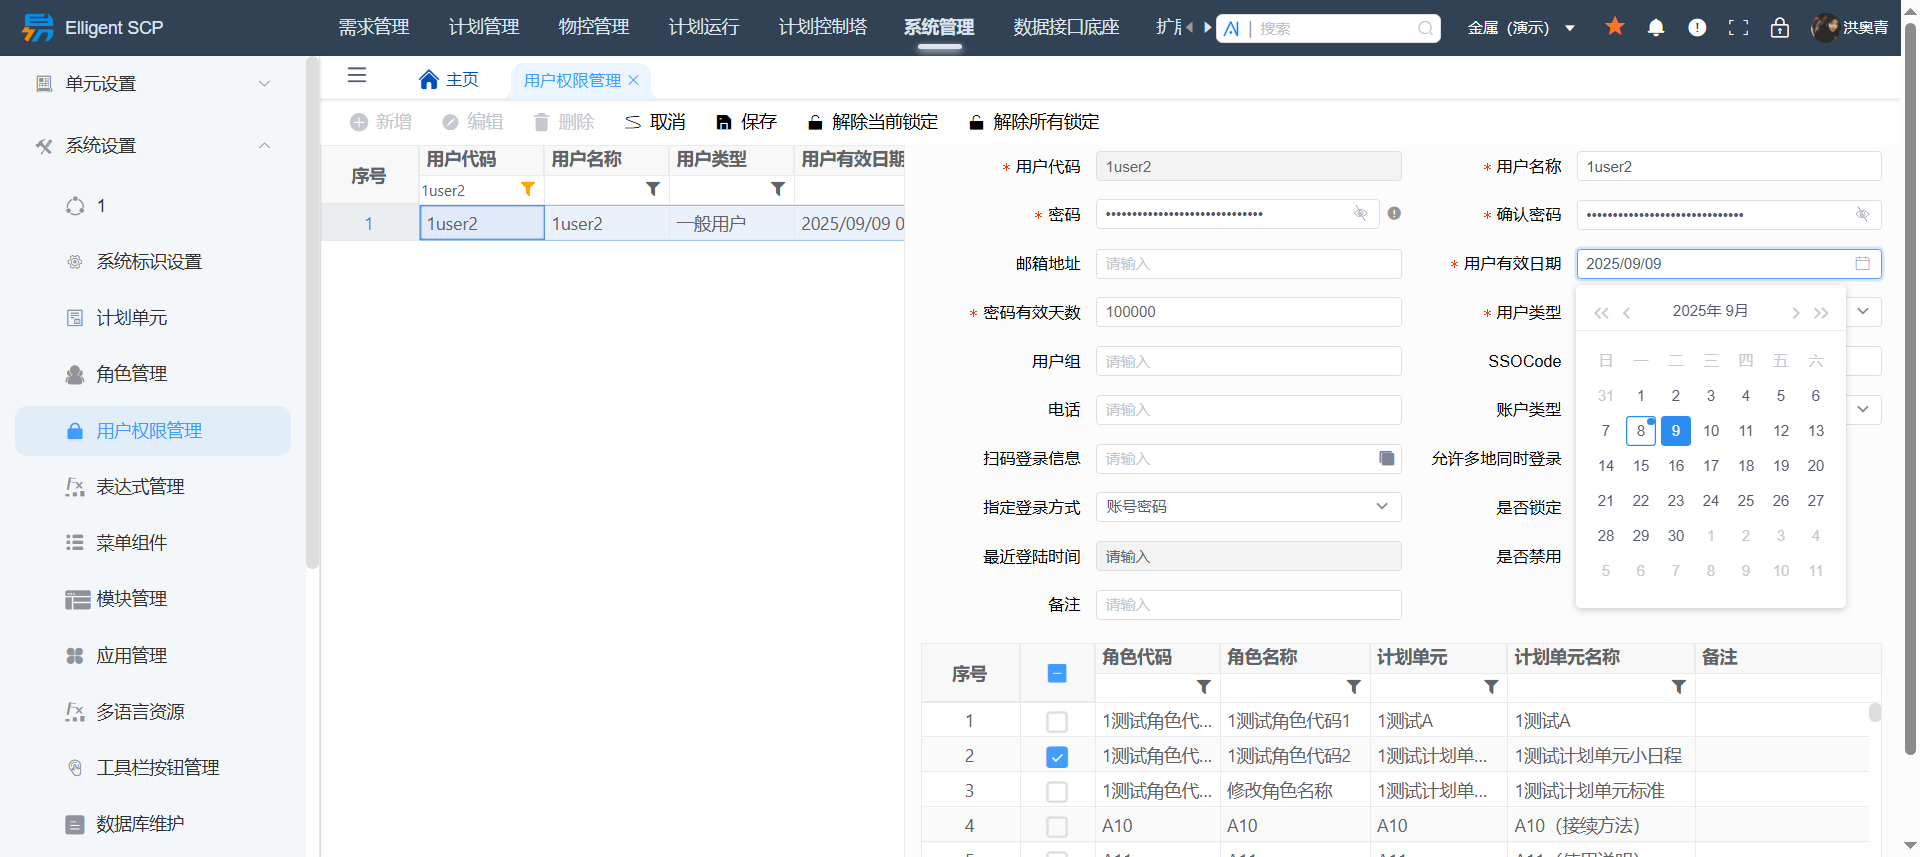 Elligent SCP
需求管理 计划管理 物控管理 计划运行 计划控制塔 系统管理 数据接口底座
搜索
金属 (演示)
洪奥青
单元设置
系统设置
1
系统标识设置
计划单元
角色管理
用户权限管理
表达式管理
菜单组件
模块管理
应用管理
多语言资源
工具栏按钮管理
数据库维护
主页 用户权限管理
新增 编辑 删除 取消 保存 解除当前锁定 解除所有锁定
序号 用户代码 用户名称 用户类型 用户有效日期
1user2
1 1user2 1user2 一般用户 2025/09/09 0
* 用户代码 1user2
* 用户名称 1user2
* 密码 ••••••••••••••••••••••••••••••
* 确认密码 ••••••••••••••••••••••••••••••
邮箱地址 请输入
* 用户有效日期 2025/09/09
* 密码有效天数 100000
* 用户类型
用户组 请输入
SSOCode
电话 请输入
账户类型
扫码登录信息 请输入
允许多地同时登录
指定登录方式 账号密码
是否锁定
最近登陆时间 请输入
是否禁用
备注 请输入
2025年 9月
日 一 二 三 四 五 六
31 1 2 3 4 5 6
7 8 9 10 11 12 13
14 15 16 17 18 19 20
21 22 23 24 25 26 27
28 29 30 1 2 3 4
5 6 7 8 9 10 11
序号 角色代码 角色名称 计划单元 计划单元名称 备注
1 1测试角色代... 1测试角色代码1 1测试A 1测试A
2 1测试角色代... 1测试角色代码2 1测试计划单... 1测试计划单元小日程
3 1测试角色代... 修改角色名称 1测试计划单... 1测试计划单元标准
4 A10 A10 A10 A10（接续方法）